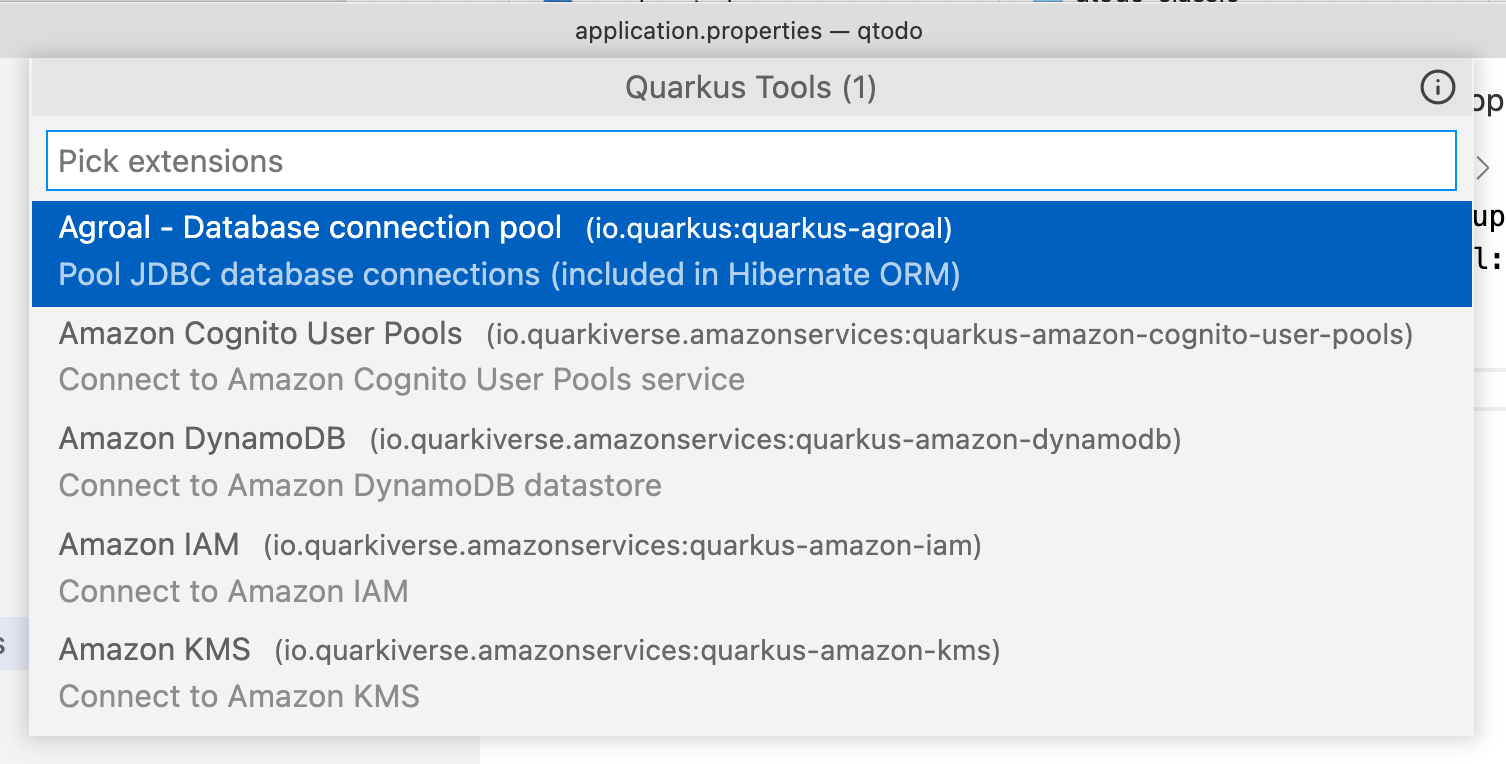 application.properties — qtodo
Quarkus Tools (1)
Pick extensions
Agroal - Database connection pool (io.quarkus:quarkus-agroal)
Pool JDBC database connections (included in Hibernate ORM)
Amazon Cognito User Pools (io.quarkiverse.amazonservices:quarkus-amazon-cognito-user-pools)
Connect to Amazon Cognito User Pools service
Amazon DynamoDB (io.quarkiverse.amazonservices:quarkus-amazon-dynamodb)
Connect to Amazon DynamoDB datastore
Amazon IAM (io.quarkiverse.amazonservices:quarkus-amazon-iam)
Connect to Amazon IAM
Amazon KMS (io.quarkiverse.amazonservices:quarkus-amazon-kms)
Connect to Amazon KMS